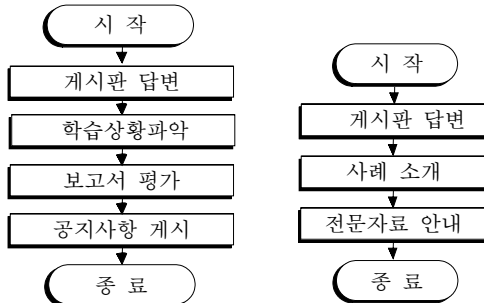 시 작
게시판 답변
학습상황파악
보고서 평가
공지사항 게시
종 료
시 작
게시판 답변
사례 소개
전문자료 안내
종 료